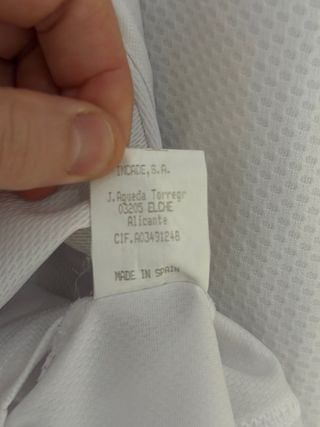 INCADE,S.A.
J.Agueda Torregr
03205 ELCHE
Alicante
CIF.A03491248
MADE IN SPAIN